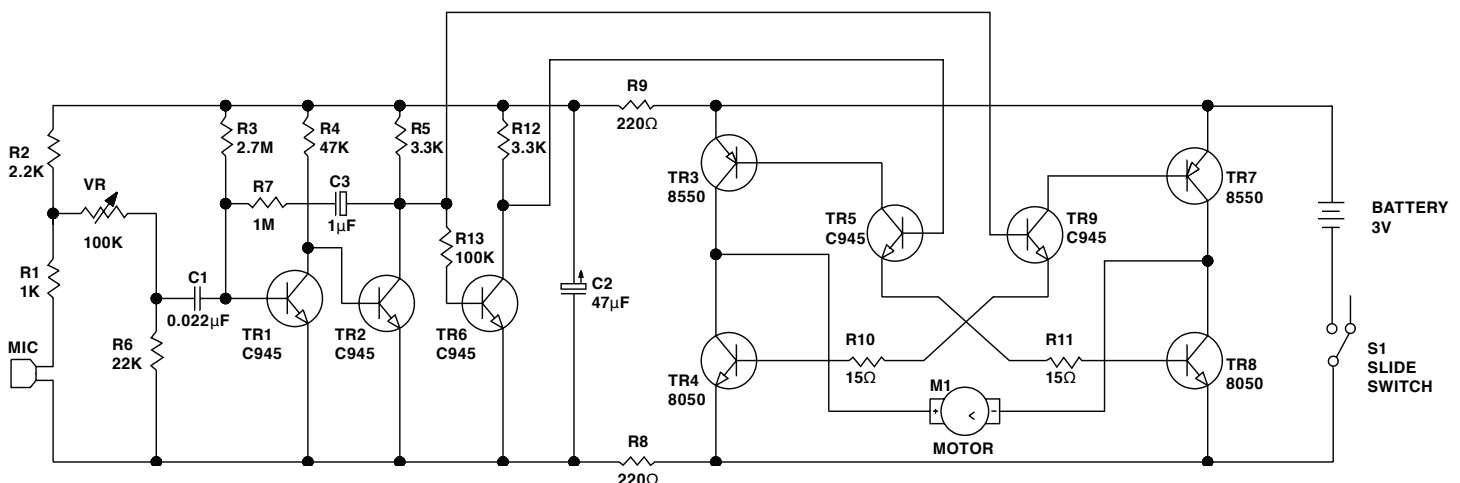 R9
220Ω
R2
2.2K
VR
100K
R3
2.7M
R4
47K
R5
3.3K
R12
3.3K
R7
1M
C3
1µF
R13
100K
R1
1K
C1
0.022µF
R6
22K
MIC
TR1
C945
TR2
C945
TR6
C945
C2
47µF
R8
220Ω
TR3
8550
TR5
C945
TR9
C945
TR7
8550
R10
15Ω
R11
15Ω
TR4
8050
TR8
8050
M1
+
-
MOTOR
BATTERY
3V
S1
SLIDE
SWITCH